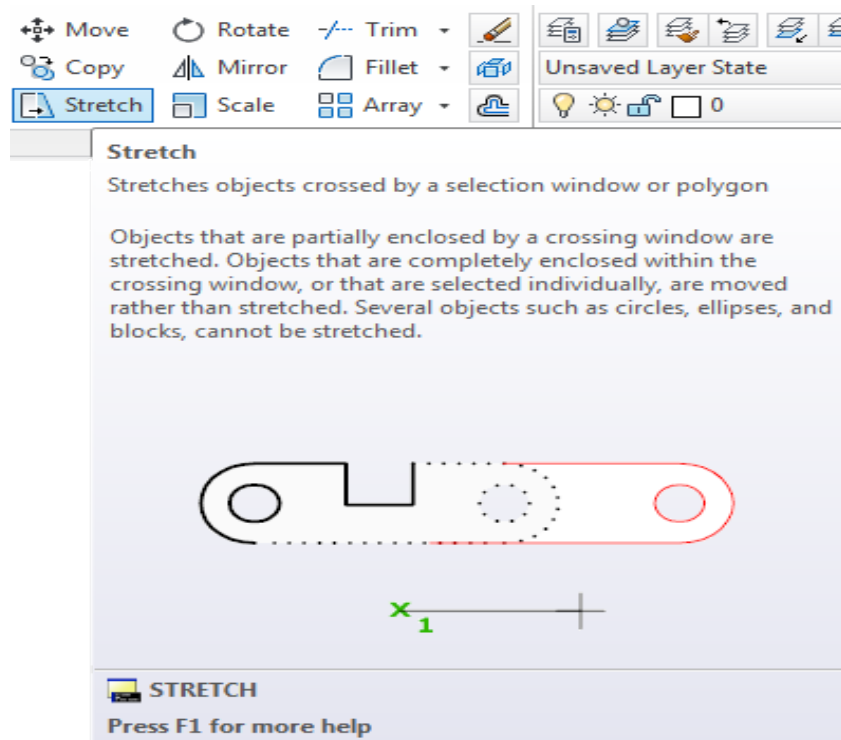 Move Rotate Trim
Copy Mirror Fillet Unsaved Layer State
Stretch Scale Array 0
Stretch
Stretches objects crossed by a selection window or polygon
Objects that are partially enclosed by a crossing window are
stretched. Objects that are completely enclosed within the
crossing window, or that are selected individually, are moved
rather than stretched. Several objects such as circles, ellipses, and
blocks, cannot be stretched.
1
STRETCH
Press F1 for more help